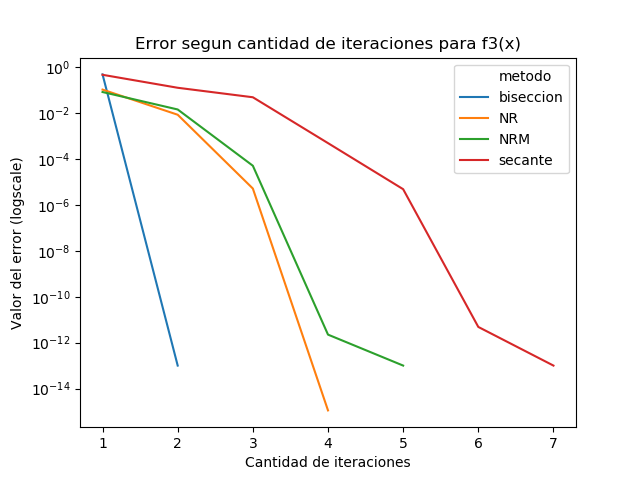 Error segun cantidad de iteraciones para f3(x)
Valor del error (logscale)
10⁰
10⁻²
10⁻⁴
10⁻⁶
10⁻⁸
10⁻¹⁰
10⁻¹²
10⁻¹⁴
metodo
biseccion
NR
NRM
secante
1 2 3 4 5 6 7
Cantidad de iteraciones